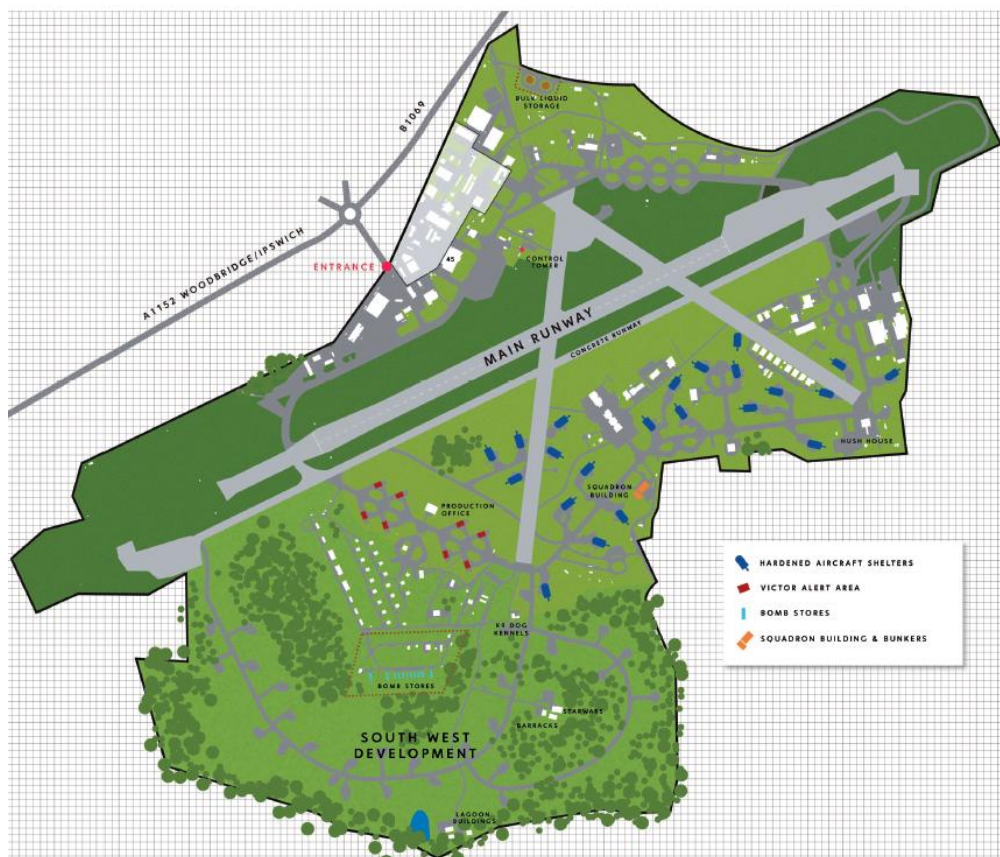 BULK LIQUID
STORAGE
B1069
A1152 WOODBRIDGE/IPSWICH
ENTRANCE
45
CONTROL
TOWER
MAIN RUNWAY
CONCRETE RUNWAY
HUSH HOUSE
SQUADRON
BUILDING
PRODUCTION
OFFICE
HARDENED AIRCRAFT SHELTERS
VICTOR ALERT AREA
BOMB STORES
SQUADRON BUILDING & BUNKERS
K9 DOG
KENNELS
BOMB STORES
STARWARS
BARRACKS
SOUTH WEST
DEVELOPMENT
LAGOON
BUILDINGS